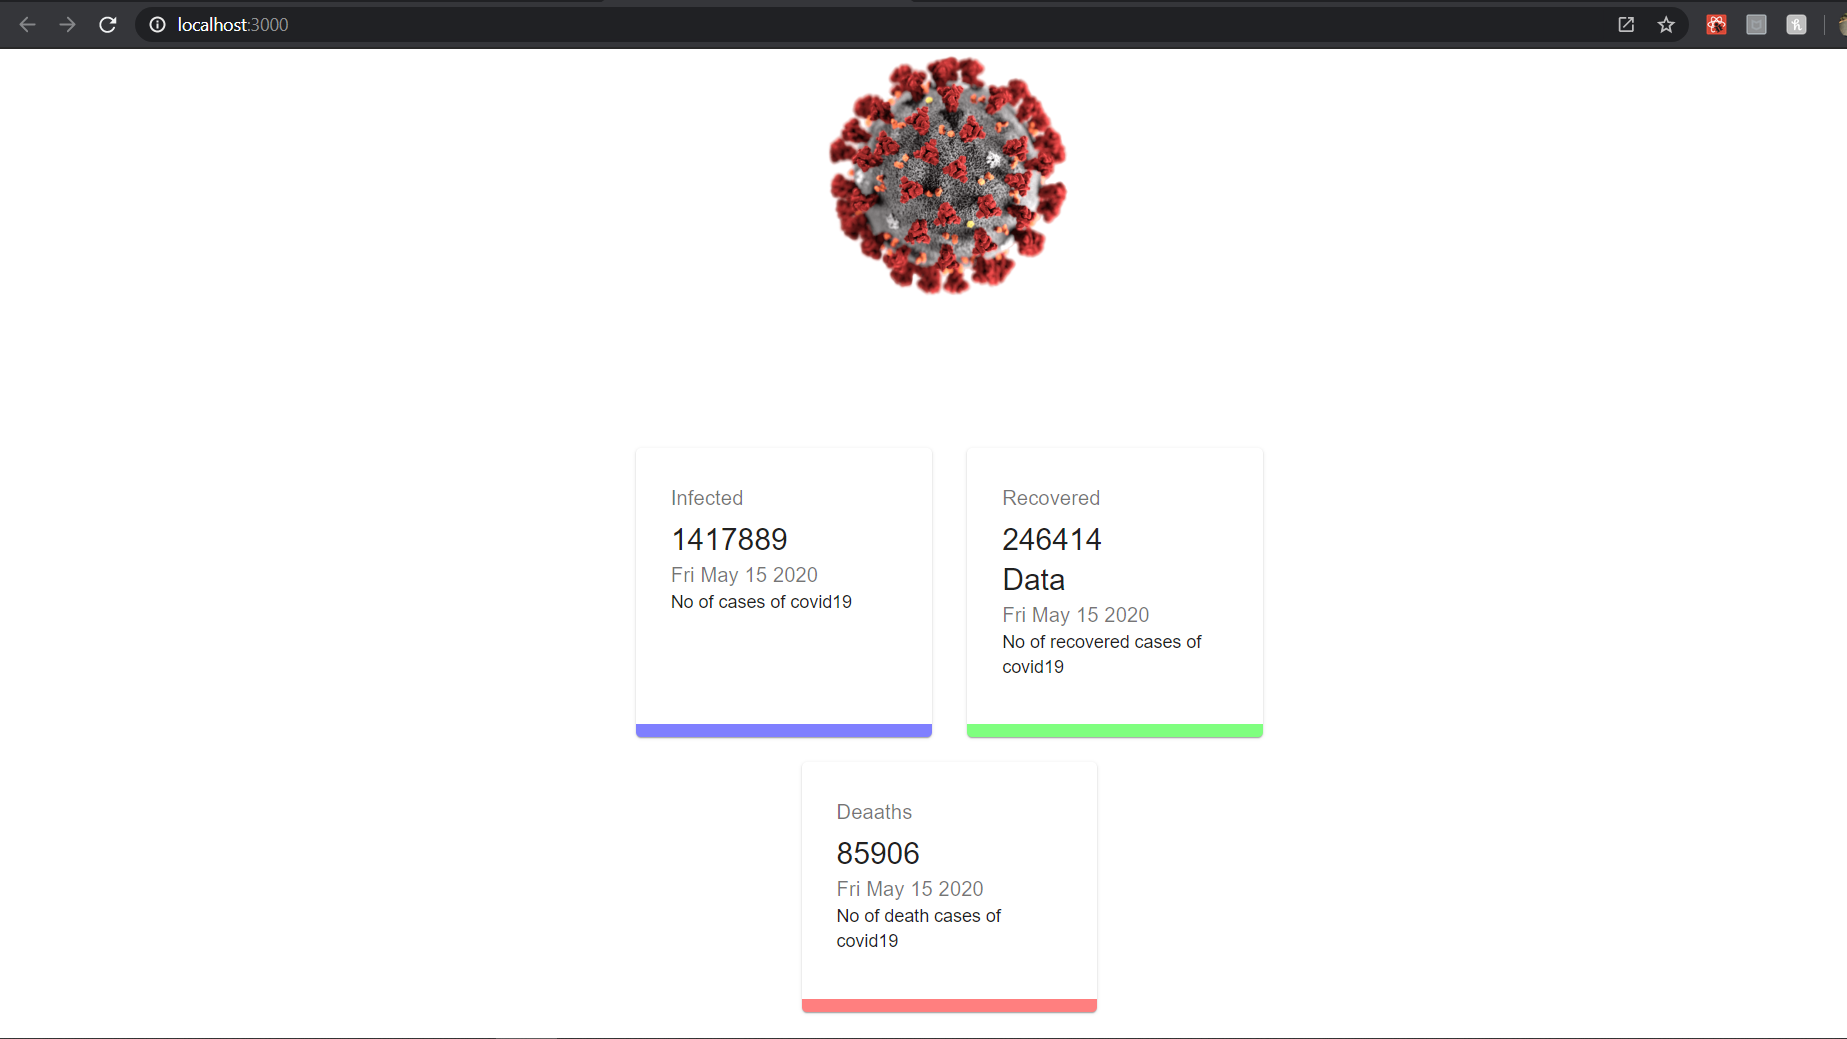 localhost:3000
Infected
1417889
Fri May 15 2020
No of cases of covid19
Recovered
246414
Data
Fri May 15 2020
No of recovered cases of
covid19
Deaaths
85906
Fri May 15 2020
No of death cases of
covid19